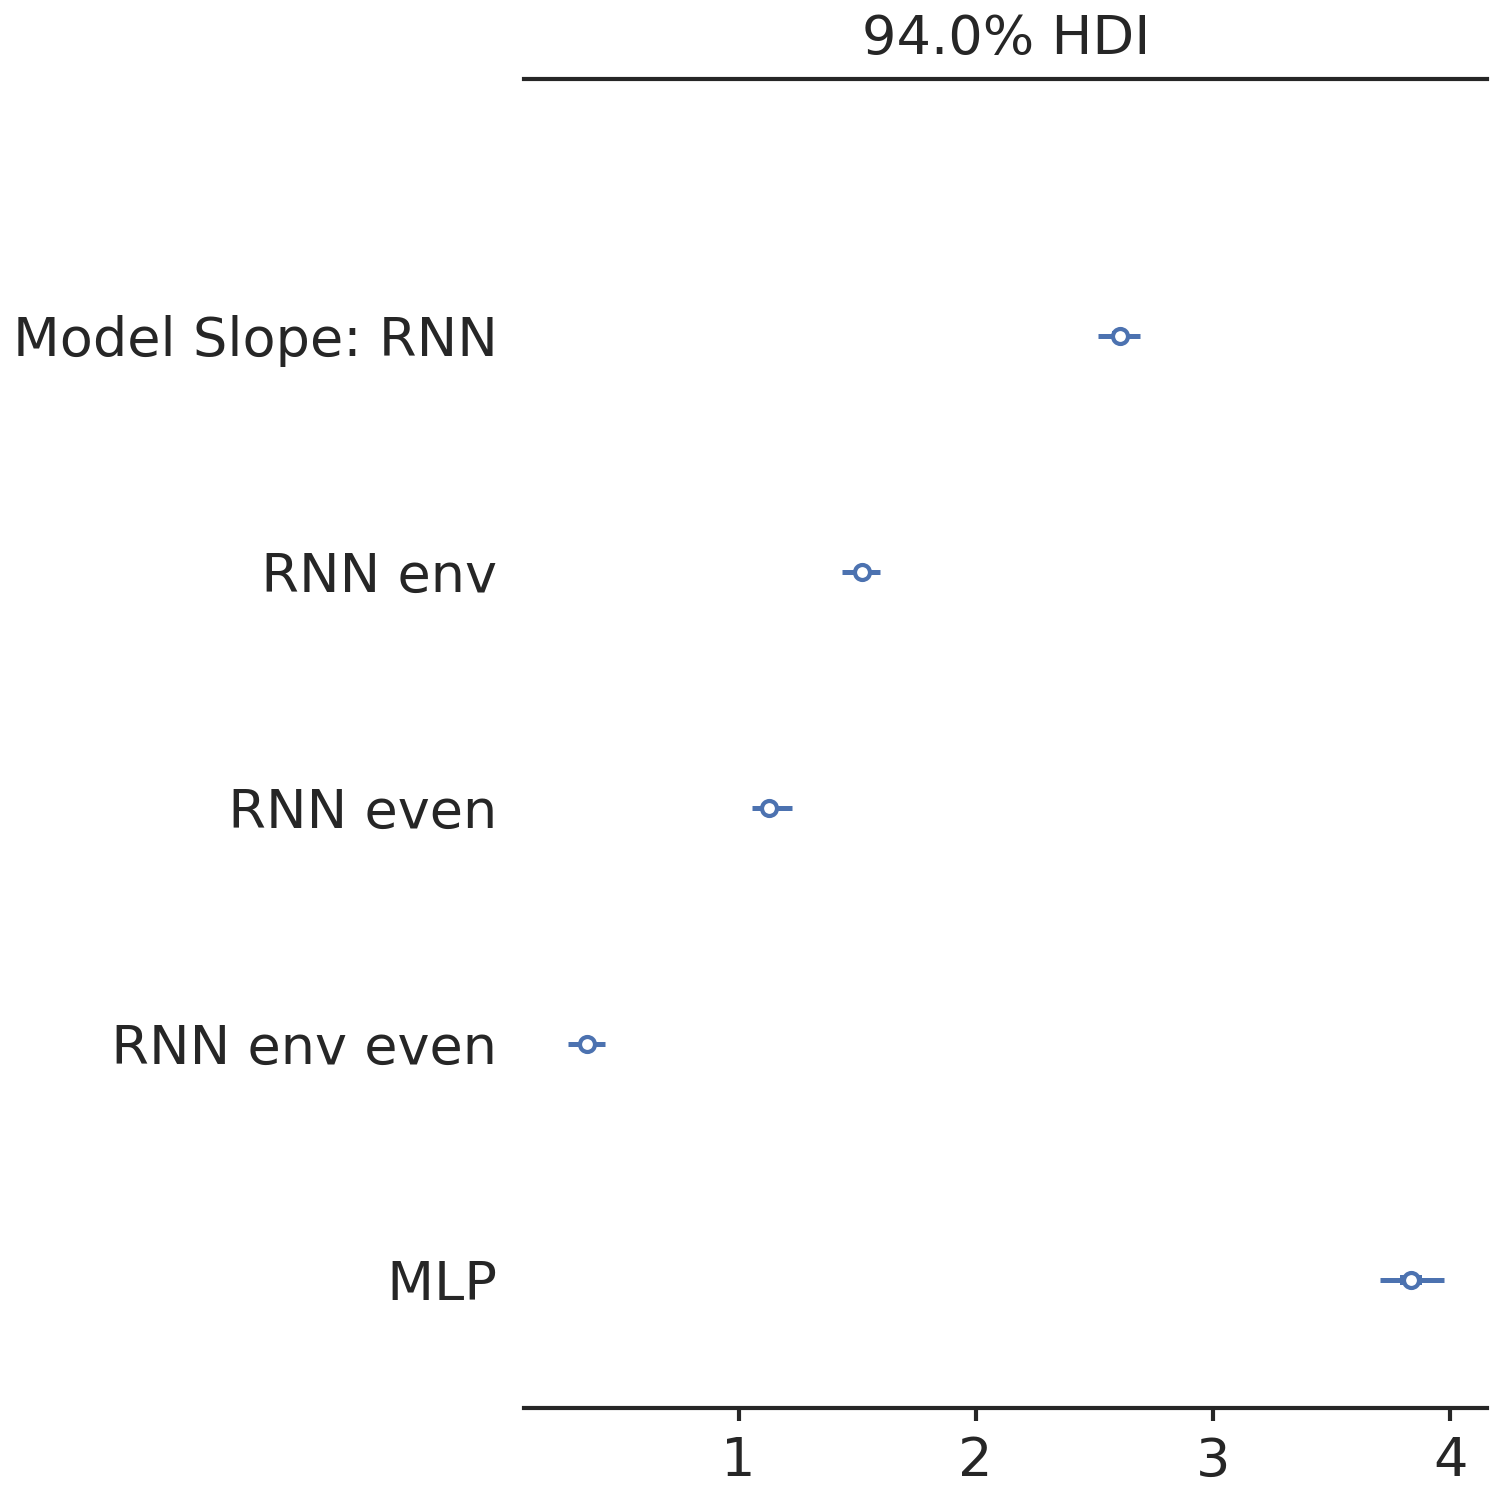 94.0% HDI
Model Slope: RNN
RNN env
RNN even
RNN env even
MLP
1 2 3 4